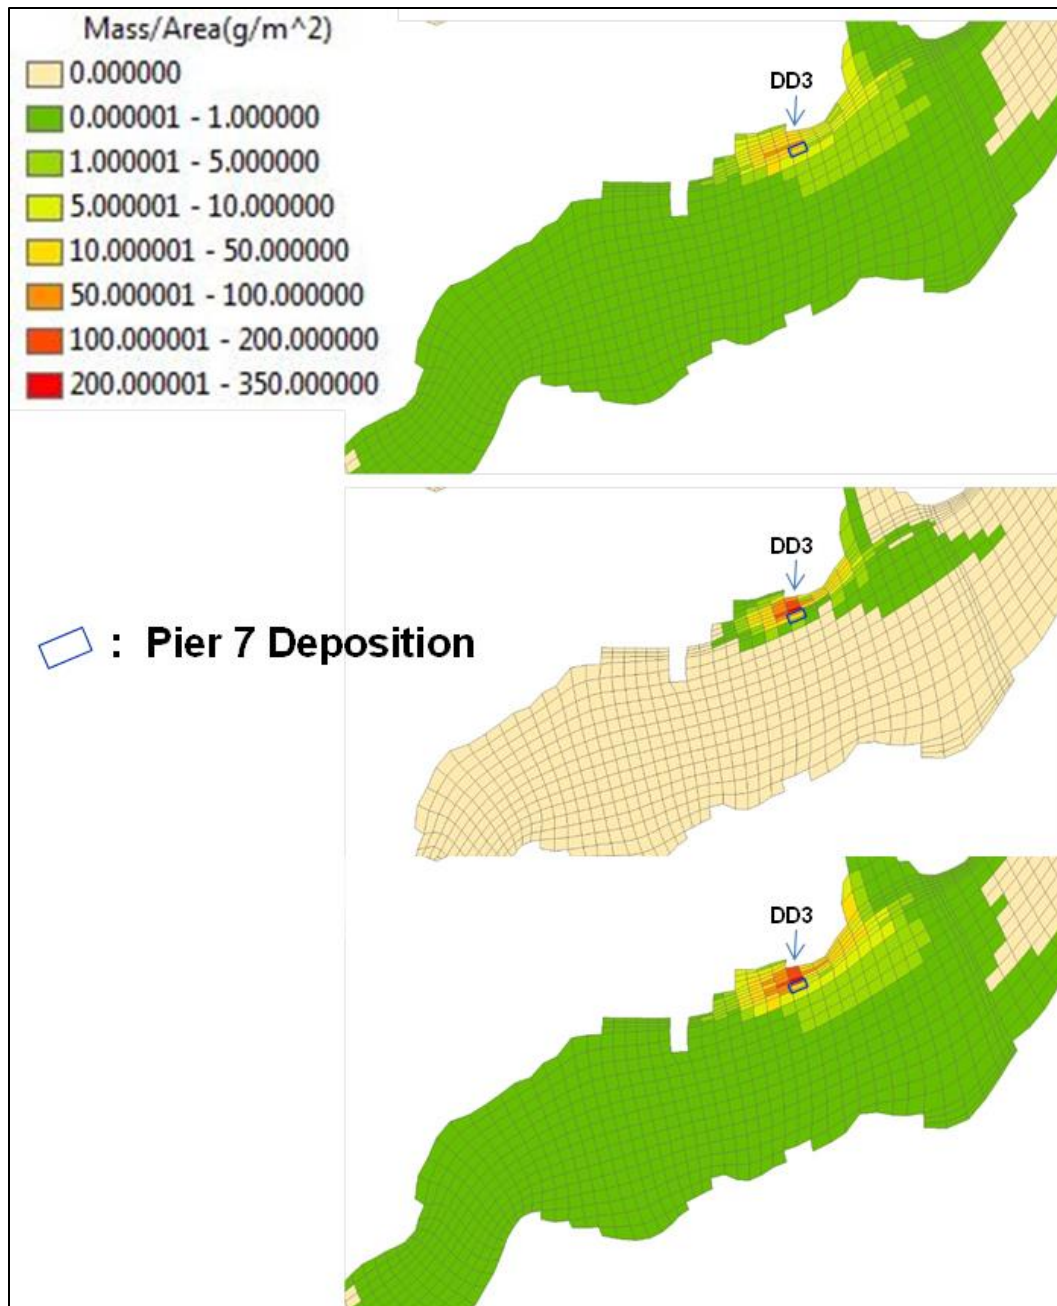 Mass/Area(g/m^2)
0.000000
0.000001 - 1.000000
1.000001 - 5.000000
5.000001 - 10.000000
10.000001 - 50.000000
50.000001 - 100.000000
100.000001 - 200.000000
200.000001 - 350.000000
DD3
DD3
: Pier 7 Deposition
DD3